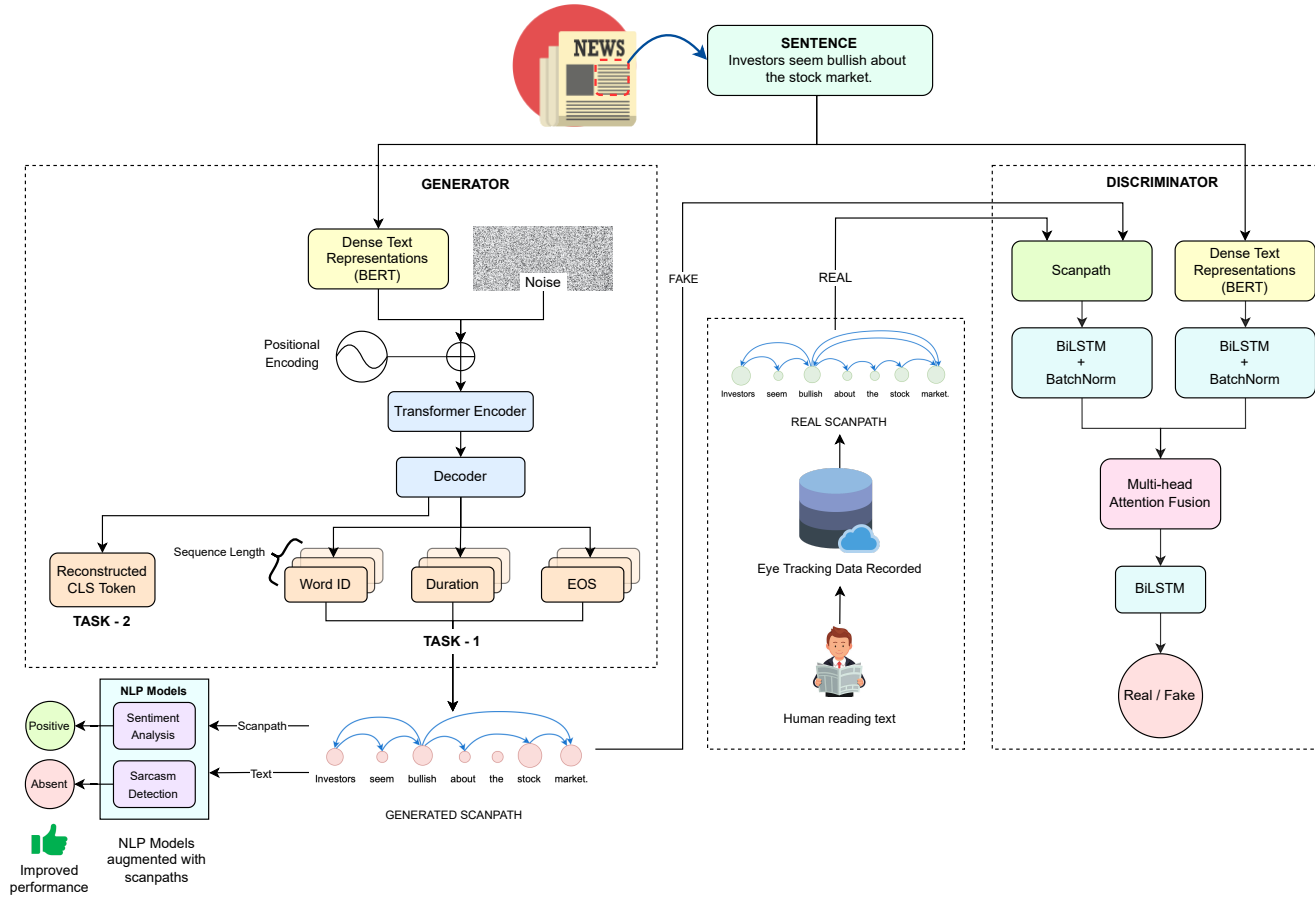 NEWS
SENTENCE
Investors seem bullish about
the stock market.
GENERATOR
Dense Text
Representations
(BERT)
Noise
Positional
Encoding
Transformer Encoder
Decoder
Sequence Length
Reconstructed
CLS Token
TASK - 2
Word ID
Duration
EOS
TASK - 1
FAKE
REAL
Investors seem bullish about the stock market.
REAL SCANPATH
Eye Tracking Data Recorded
Human reading text
DISCRIMINATOR
Scanpath
Dense Text
Representations
(BERT)
BiLSTM
+
BatchNorm
BiLSTM
+
BatchNorm
Multi-head
Attention Fusion
BiLSTM
Real / Fake
NLP Models
Positive
Sentiment
Analysis
Scanpath
Absent
Sarcasm
Detection
Text
Investors seem bullish about the stock market.
GENERATED SCANPATH
Improved
performance
NLP Models
augmented with
scanpaths